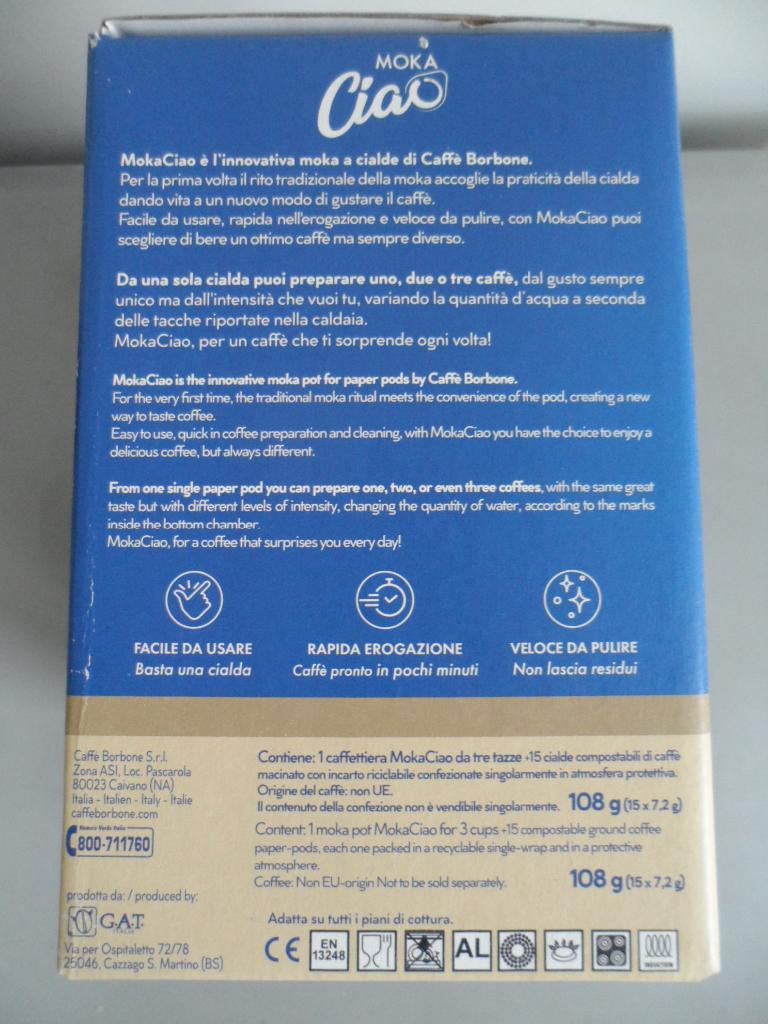 MOKA
Ciao
MokaCiao è l'innovativa moka a cialde di Caffè Borbone.
Per la prima volta il rito tradizionale della moka accoglie la praticità della cialda
dando vita a un nuovo modo di gustare il caffè.
Facile da usare, rapida nell'erogazione e veloce da pulire, con MokaCiao puoi
scegliere di bere un ottimo caffè ma sempre diverso.
Da una sola cialda puoi preparare uno, due o tre caffè, dal gusto sempre
unico ma dall'intensità che vuoi tu, variando la quantità d'acqua a seconda
delle tacche riportate nella caldaia.
MokaCiao, per un caffè che ti sorprende ogni volta!
MokaCiao is the innovative moka pot for paper pods by Caffè Borbone.
For the very first time, the traditional moka ritual meets the convenience of the pod, creating a new
way to taste coffee.
Easy to use, quick in coffee preparation and cleaning, with MokaCiao you have the choice to enjoy a
delicious coffee, but always different.
From one single paper pod you can prepare one, two, or even three coffees, with the same great
taste but with different levels of intensity, changing the quantity of water, according to the marks
inside the bottom chamber.
MokaCiao, for a coffee that surprises you every day!
FACILE DA USARE
Basta una cialda
RAPIDA EROGAZIONE
Caffè pronto in pochi minuti
VELOCE DA PULIRE
Non lascia residui
Caffè Borbone S.r.l.
Zona ASI, Loc. Pascarola
80023 Caivano (NA)
Italia - Italien - Italy - Italie
caffeborbone.com
Numero Verde Italia
800-711760
prodotta da: / produced by:
G.A.T.
ITALIA
Via per Ospitaletto 72/78
25046, Cazzago S. Martino (BS)
Contiene: 1 caffettiera MokaCiao da tre tazze +15 cialde compostabili di caffè
macinato con incarto riciclabile confezionate singolarmente in atmosfera protettiva.
Origine del caffè: non UE.
Il contenuto della confezione non è vendibile singolarmente. 108 g (15 x 7,2 g)
Content: 1 moka pot MokaCiao for 3 cups +15 compostable ground coffee
paper-pods, each one packed in a recyclable single-wrap and in a protective
atmosphere.
Coffee: Non EU-origin Not to be sold separately. 108 g (15 x 7,2 g)
Adatta su tutti i piani di cottura.
CE
EN
13248
AL
INDUCTION